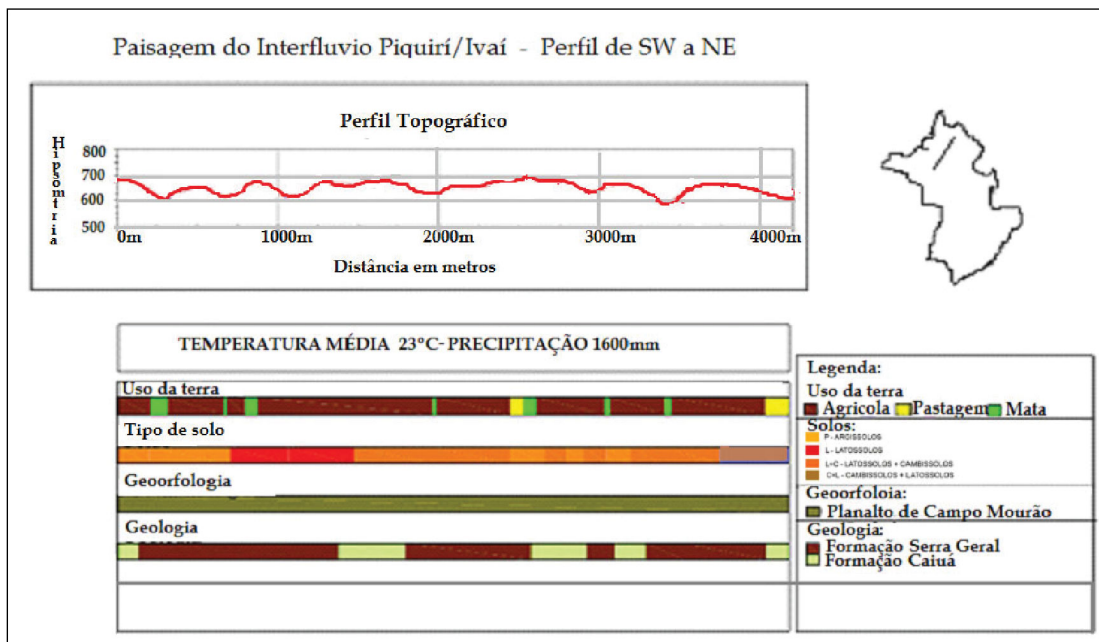 Paisagem do Interfluvio Piquirí/Ivaí - Perfil de SW a NE
Perfil Topográfico
Hipsômtria
800
700
600
500
0m 1000m 2000m 3000m 4000m
Distância em metros
TEMPERATURA MÉDIA 23°C- PRECIPITAÇÃO 1600mm
Uso da terra
Tipo de solo
Geoorfologia
Geologia
Legenda:
Uso da terra
Agrícola Pastagem Mata
Solos:
P - ARGISSOLOS
L - LATOSSOLOS
L+C - LATOSSOLOS + CAMBISSOLOS
C+L - CAMBISSOLOS + LATOSSOLOS
Geoorfoloia:
Planalto de Campo Mourão
Geologia:
Formação Serra Geral
Formação Caiuá